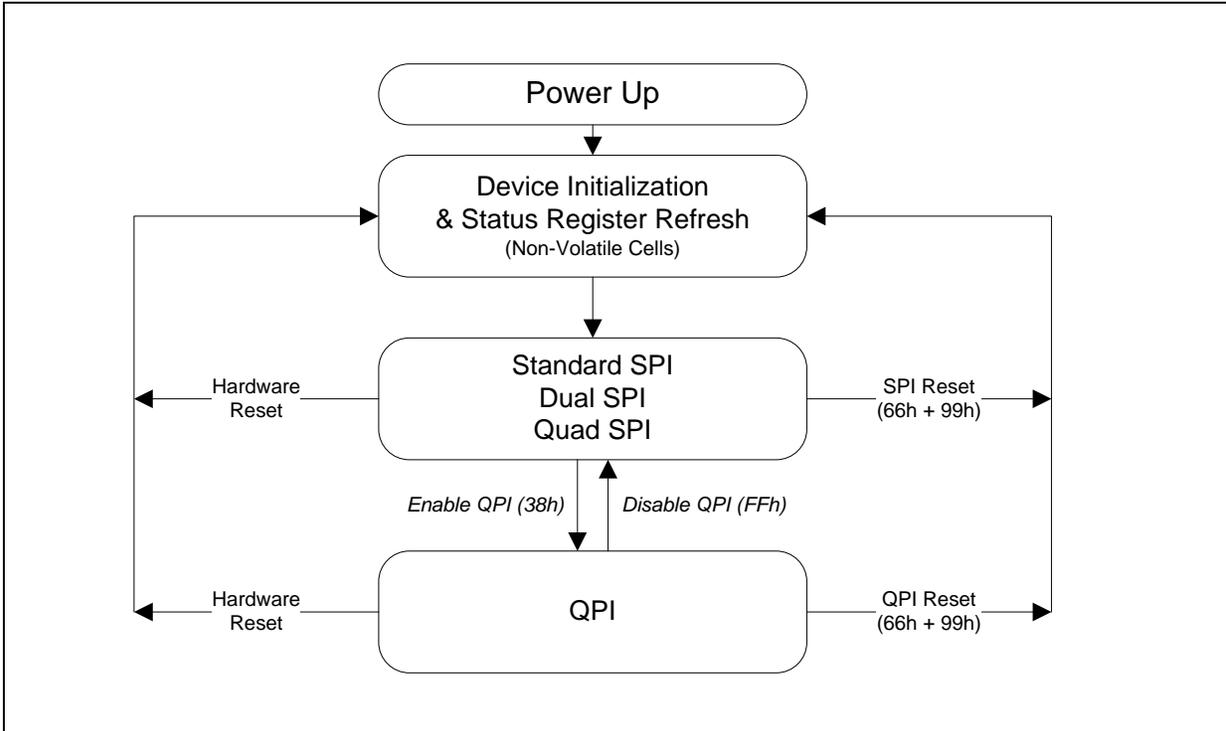 Power Up
Device Initialization
& Status Register Refresh
(Non-Volatile Cells)
Standard SPI
Dual SPI
Quad SPI
Hardware
Reset
SPI Reset
(66h + 99h)
Enable QPI (38h)
Disable QPI (FFh)
QPI
Hardware
Reset
QPI Reset
(66h + 99h)